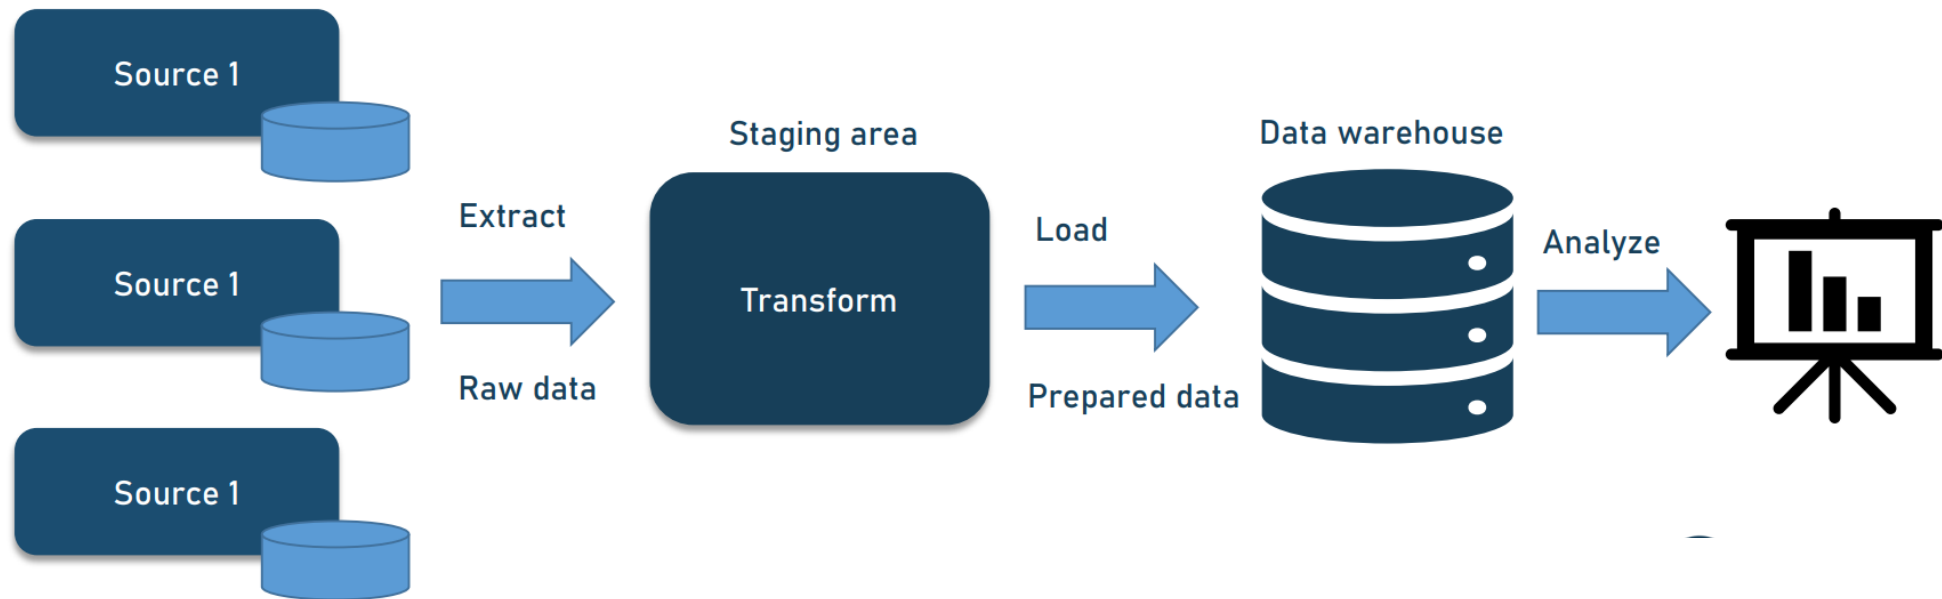 Source 1
Source 1
Source 1
Extract
Raw data
Staging area
Transform
Load
Prepared data
Data warehouse
Analyze